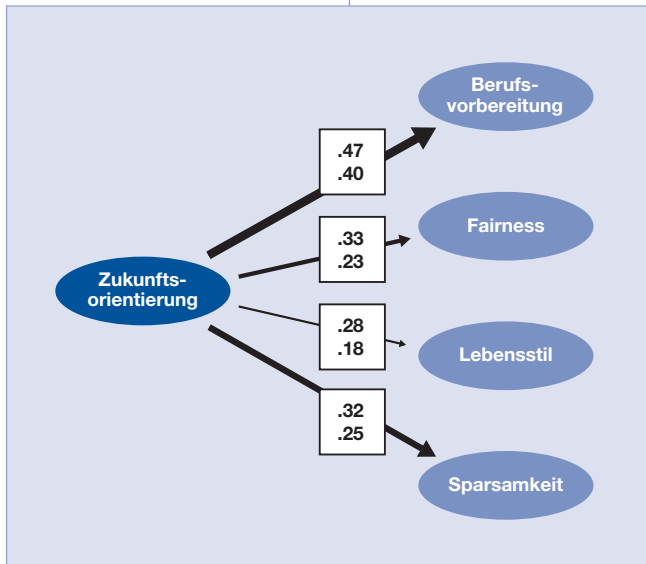 Berufs-
vorbereitung
.47
.40
Fairness
.33
.23
Zukunfts-
orientierung
.28
.18
Lebensstil
.32
.25
Sparsamkeit